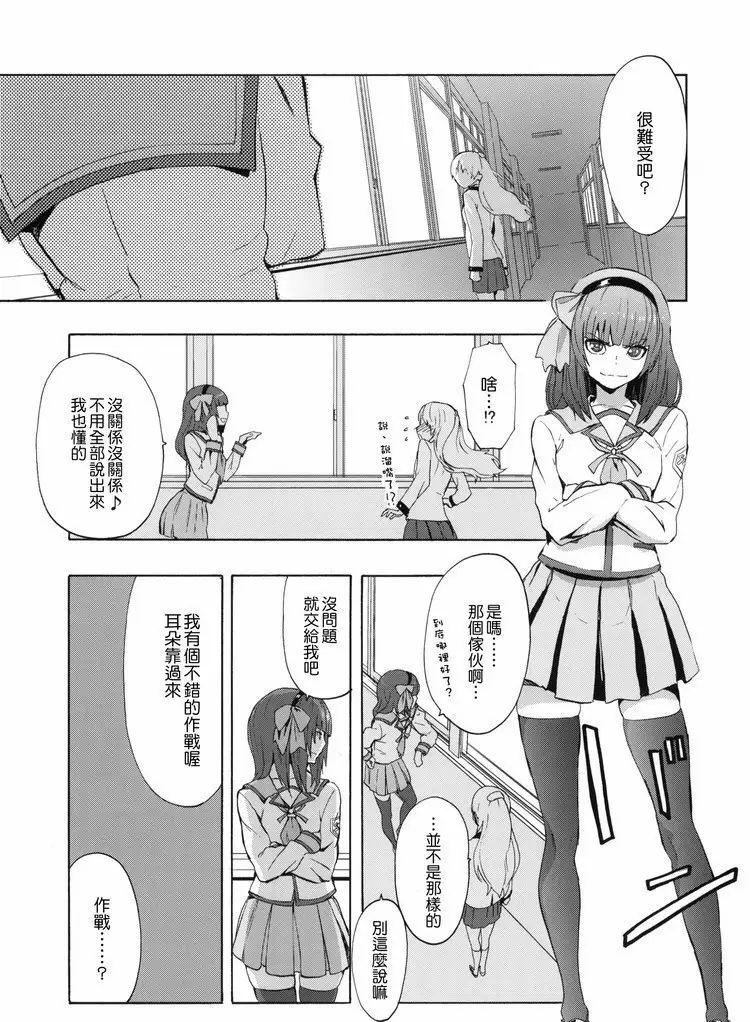 很難受吧？
啥…!?
說、說溜
嘴了!?
沒關係沒關係♪
不用全部說出來
我也懂的
是嗎……
那個傢伙啊…
到底哪裡好了？
…並不是那樣的
別這麼說嘛
沒問題
就交給我吧
我有個不錯的作戰喔
耳朵靠過來
作戰……？